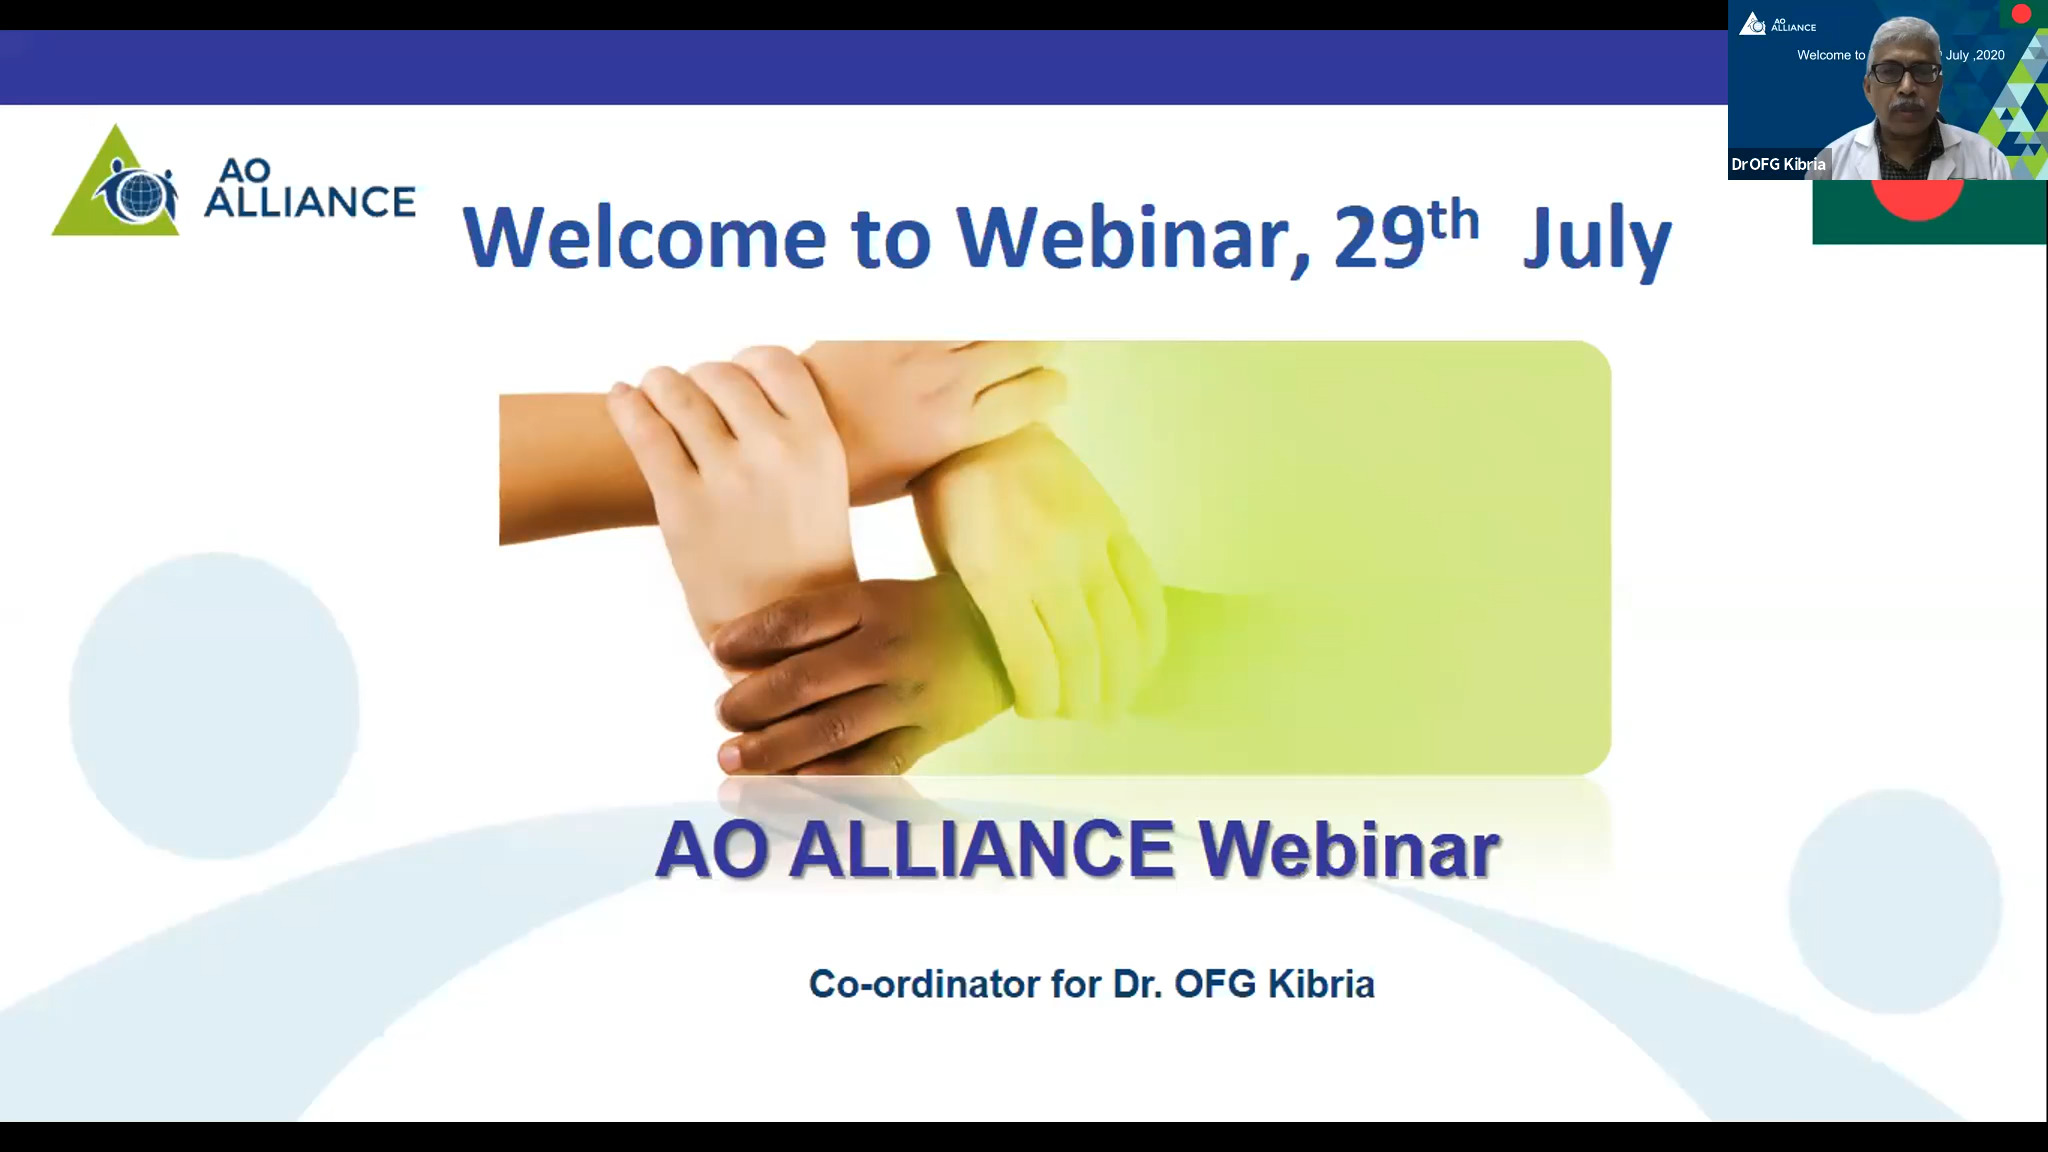 AO
ALLIANCE
Welcome to July ,2020
Dr OFG Kibria
AO
ALLIANCE
Welcome to Webinar, 29th July
AO ALLIANCE Webinar
Co-ordinator for Dr. OFG Kibria